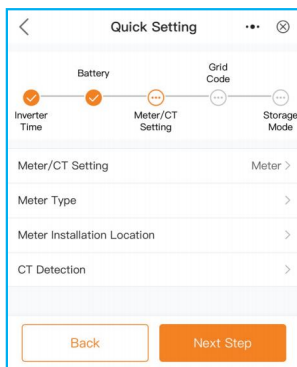 Quick Setting
Battery
Grid
Code
Inverter
Time
Meter/CT
Setting
Storage
Mode
Meter/CT Setting
Meter
Meter Type
Meter Installation Location
CT Detection
Back
Next Step